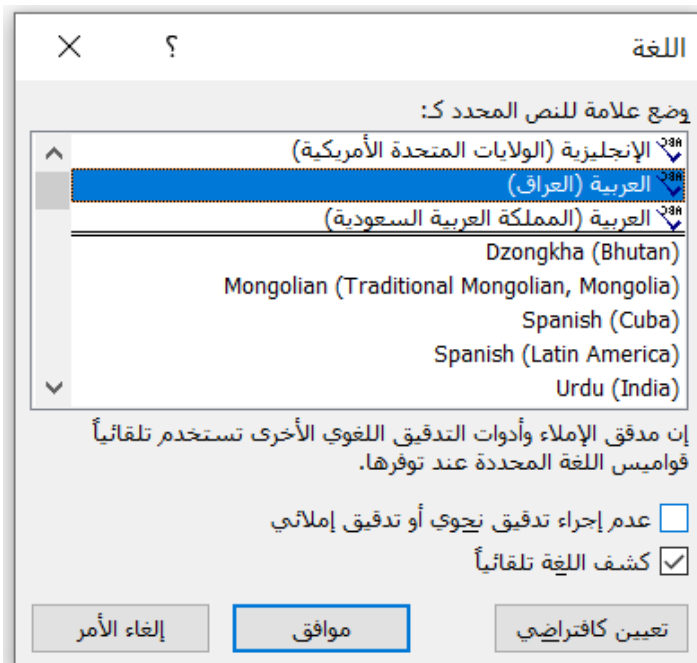 اللغة ؟
وضع علامة للنص المحدد كـ:
الإنجليزية (الولايات المتحدة الأمريكية)
العربية (العراق)
العربية (المملكة العربية السعودية)
Dzongkha (Bhutan)
Mongolian (Traditional Mongolian, Mongolia)
Spanish (Cuba)
Spanish (Latin America)
Urdu (India)
إن مدقق الإملاء وأدوات التدقيق اللغوي الأخرى تستخدم تلقائياً
قواميس اللغة المحددة عند توفرها.
عدم إجراء تدقيق نحوي أو تدقيق إملائي
كشف اللغة تلقائياً
تعيين كافتراضي موافق إلغاء الأمر